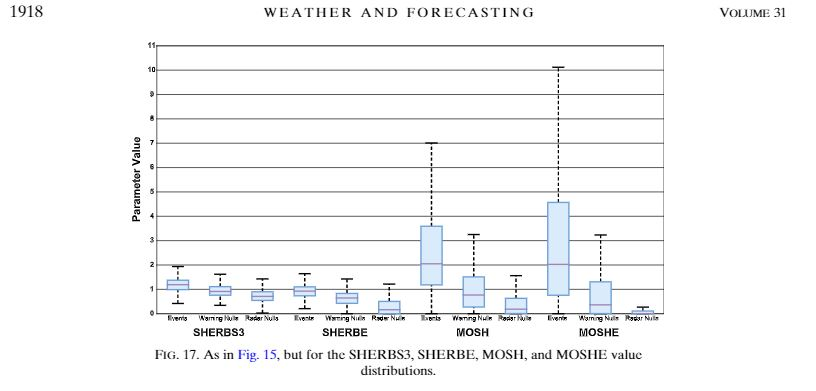 1918 WEATHER AND FORECASTING VOLUME 31
11
10
9
8
7
6
5
4
3
2
1
0
Parameter Value
Events Warning Nulls Radar Nulls Events Warning Nulls Radar Nulls Events Warning Nulls Radar Nulls Events Warning Nulls Radar Nulls
SHERBS3 SHERBE MOSH MOSHE
FIG. 17. As in Fig. 15, but for the SHERBS3, SHERBE, MOSH, and MOSHE value
distributions.